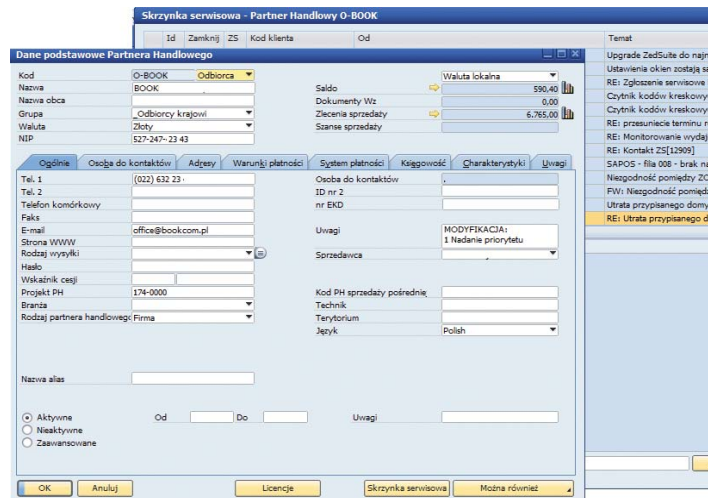 Skrzynka serwisowa - Partner Handlowy O-BOOK
Id Zamknij ZS Kod klienta Od Temat
Dane podstawowe Partnera Handlowego
Kod O-BOOK Odbiorca Waluta lokalna
Nazwa BOOK Saldo 590,40
Nazwa obca Dokumenty Wz 0,00
Grupa _Odbiorcy krajowi Zlecenia sprzedaży 6.765,00
Waluta Złoty Szanse sprzedaży
NIP 527-247-23 43
Ogólnie Osoba do kontaktów Adresy Warunki płatności System płatności Księgowość Charakterystyki Uwagi
Tel. 1 (022) 632 23 Osoba do kontaktów
Tel. 2 ID nr 2
Telefon komórkowy nr EKD
Faks
E-mail office@bookcom.pl Uwagi MODYFIKACJA:
Strona WWW 1 Nadanie priorytetu
Rodzaj wysyłki Sprzedawca
Hasło
Wskaźnik cesji
Projekt PH 174-0000 Kod PH sprzedaży pośredniej
Branża Technik
Rodzaj partnera handlowego Firma Terytorium
Język Polish
Nazwa alias
Aktywne Od Do Uwagi
Nieaktywne
Zaawansowane
OK Anuluj Licencje Skrzynka serwisowa Można również
Upgrade ZedSuite do najn
Ustawienia okien zostają sa
RE: Zgłoszenie serwisowe
Czytnik kodów kreskowy
Czytnik kodów kreskowy
RE: przesuniecie terminu r
RE: Monitorowanie wydaj
RE: Kontakt ZS[12909]
SAPOS - filia 008 - brak na
Niezgodność pomiędzy ZO
FW: Niezgodność pomiędz
Utrata przypisanego domy
RE: Utrata przypisanego d